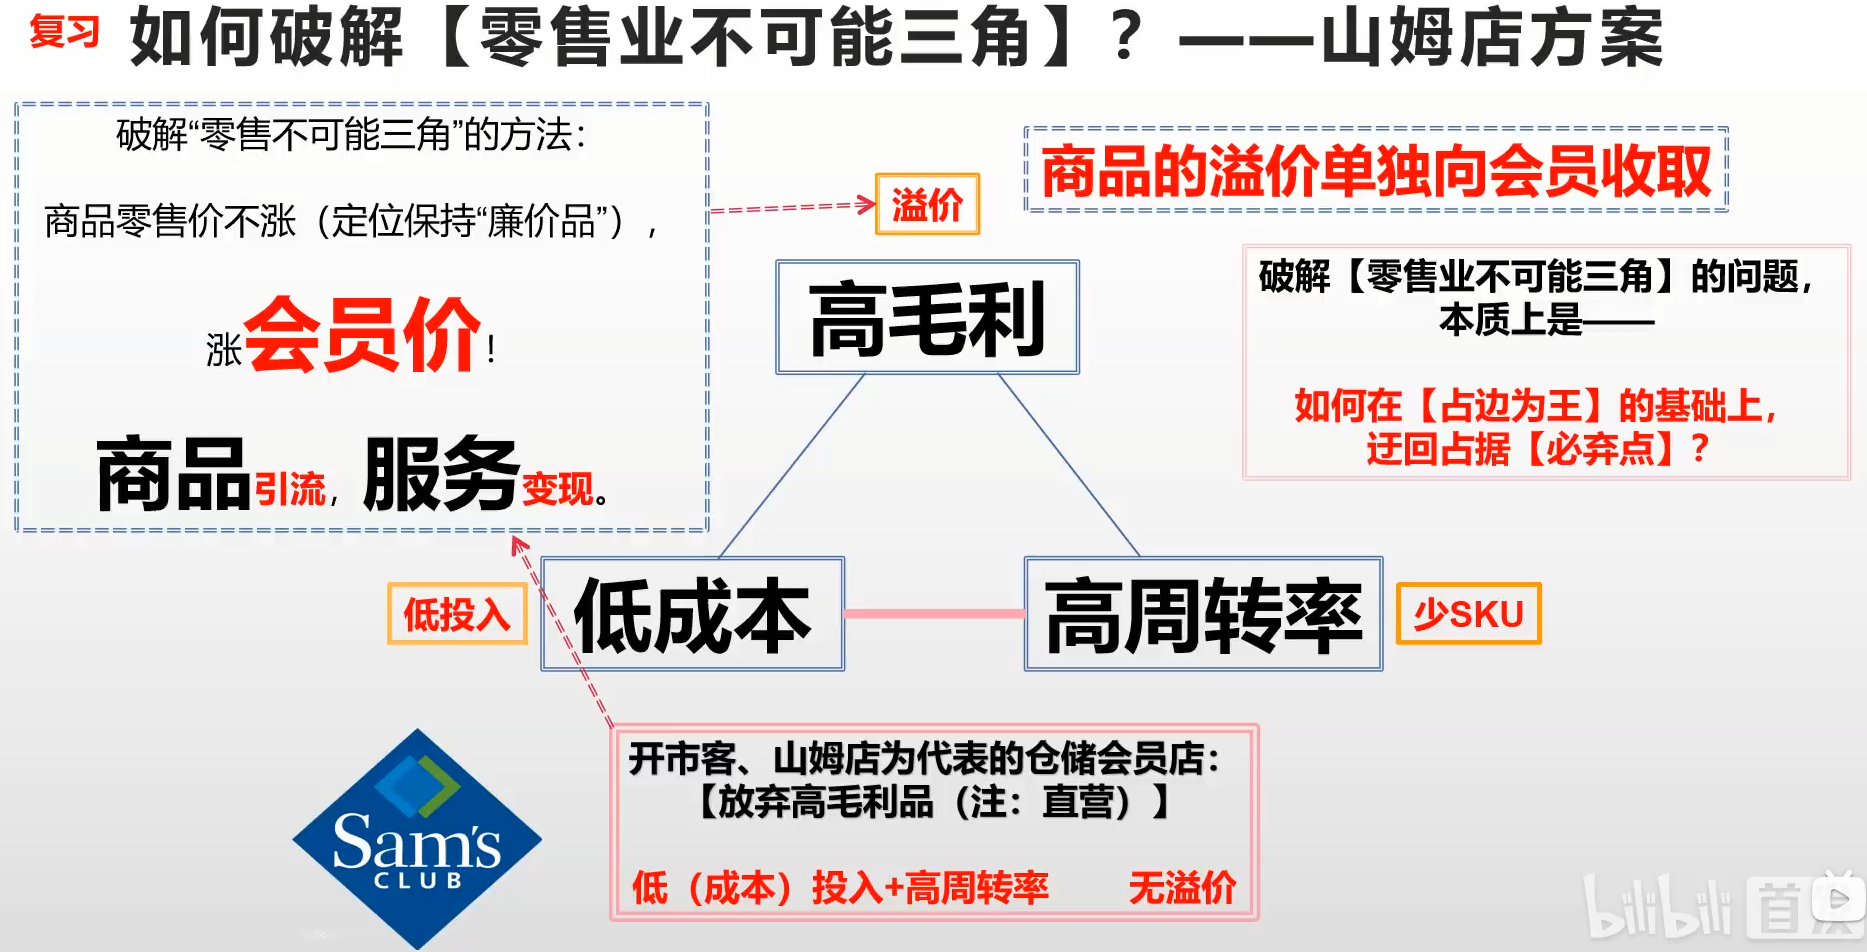 复习
如何破解【零售业不可能三角】？——山姆店方案
破解“零售不可能三角”的方法：
商品零售价不涨（定位保持“廉价品”），
涨会员价！
商品引流，服务变现。
溢价
商品的溢价单独向会员收取
破解【零售业不可能三角】的问题，
本质上是——
如何在【占边为王】的基础上，
迂回占据【必弃点】？
高毛利
低投入
低成本
高周转率
少SKU
开市客、山姆店为代表的仓储会员店：
【放弃高毛利品（注：直营）】
低（成本）投入+高周转率 无溢价
Sam's
CLUB
bilibili 首发